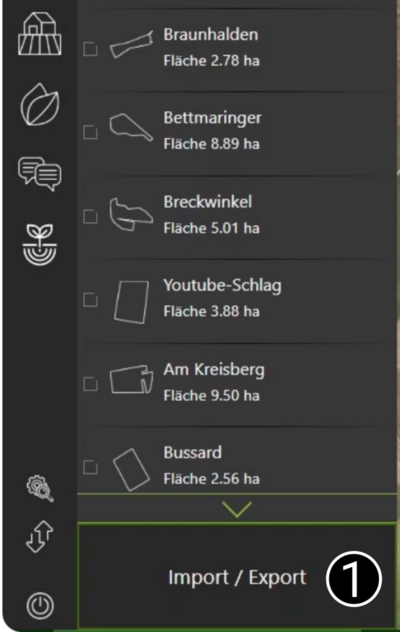 Braunhalden
Fläche 2.78 ha
Bettmaringer
Fläche 8.89 ha
Breckwinkel
Fläche 5.01 ha
Youtube-Schlag
Fläche 3.88 ha
Am Kreisberg
Fläche 9.50 ha
Bussard
Fläche 2.56 ha
Import / Export 1